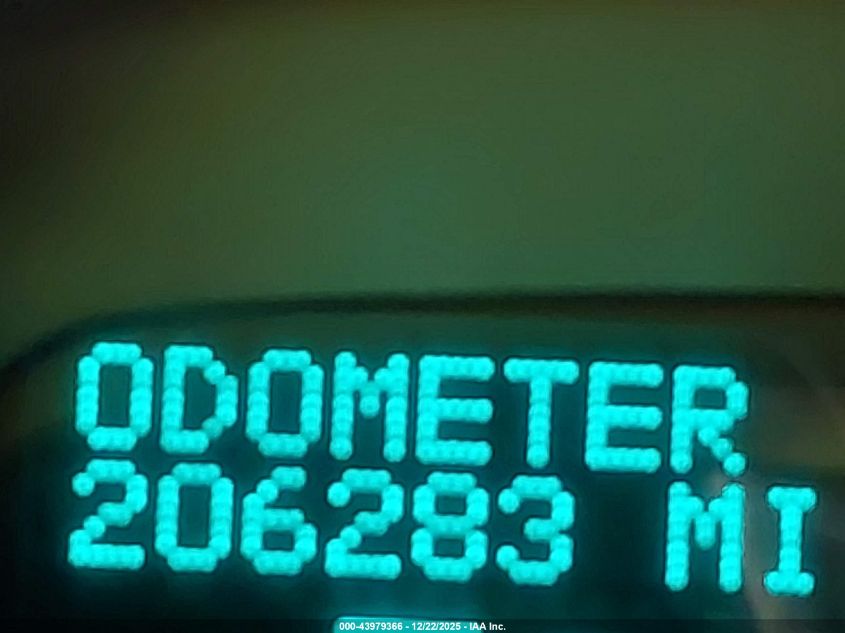 ODOMETER
206283 MI
000-43979366 - 12/22/2025 - IAA Inc.